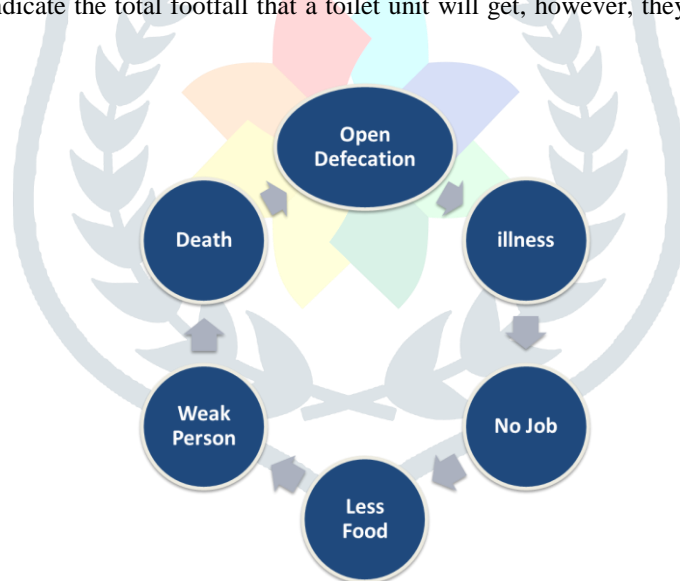 ndicate the total footfall that a toilet unit will get, however, they
Open
Defecation
illness
No Job
Less
Food
Weak
Person
Death